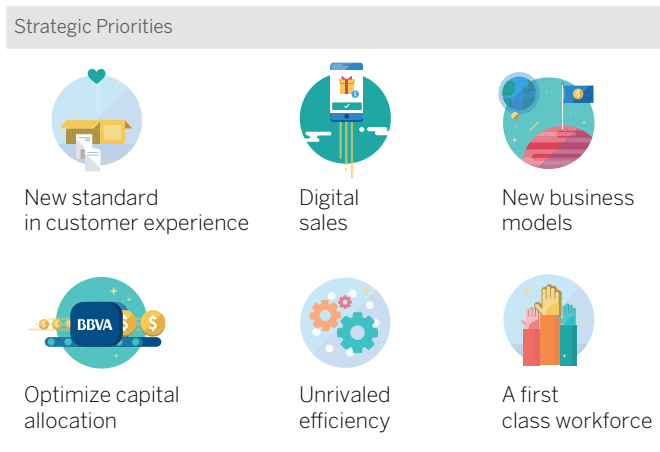 Strategic Priorities
New standard
in customer experience
Digital
sales
New business
models
BBVA
$
$
Optimize capital
allocation
Unrivaled
efficiency
A first
class workforce